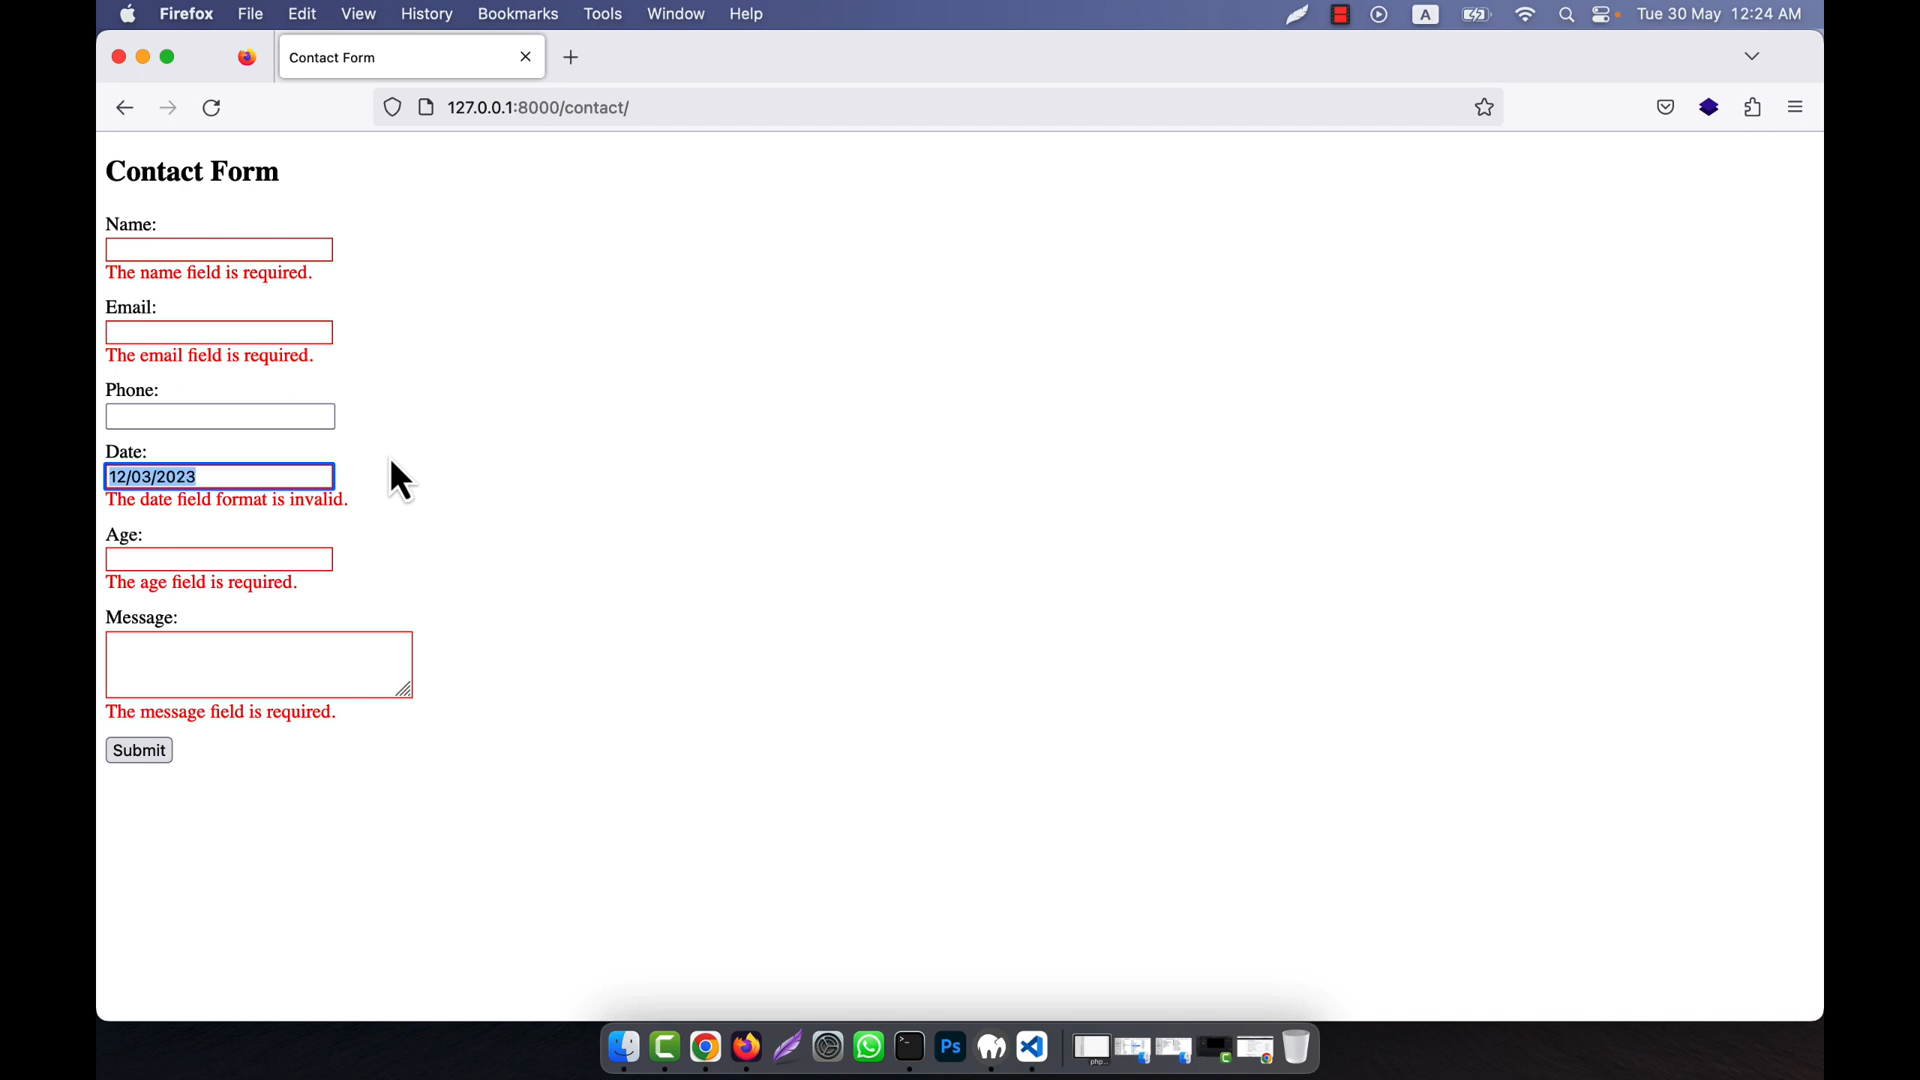 Firefox File Edit View History Bookmarks Tools Window Help A Tue 30 May 12:24 AM
Contact Form
127.0.0.1:8000/contact/
Contact Form
Name:
The name field is required.
Email:
The email field is required.
Phone:
Date:
12/03/2023
The date field format is invalid.
Age:
The age field is required.
Message:
The message field is required.
Submit
Ps
php